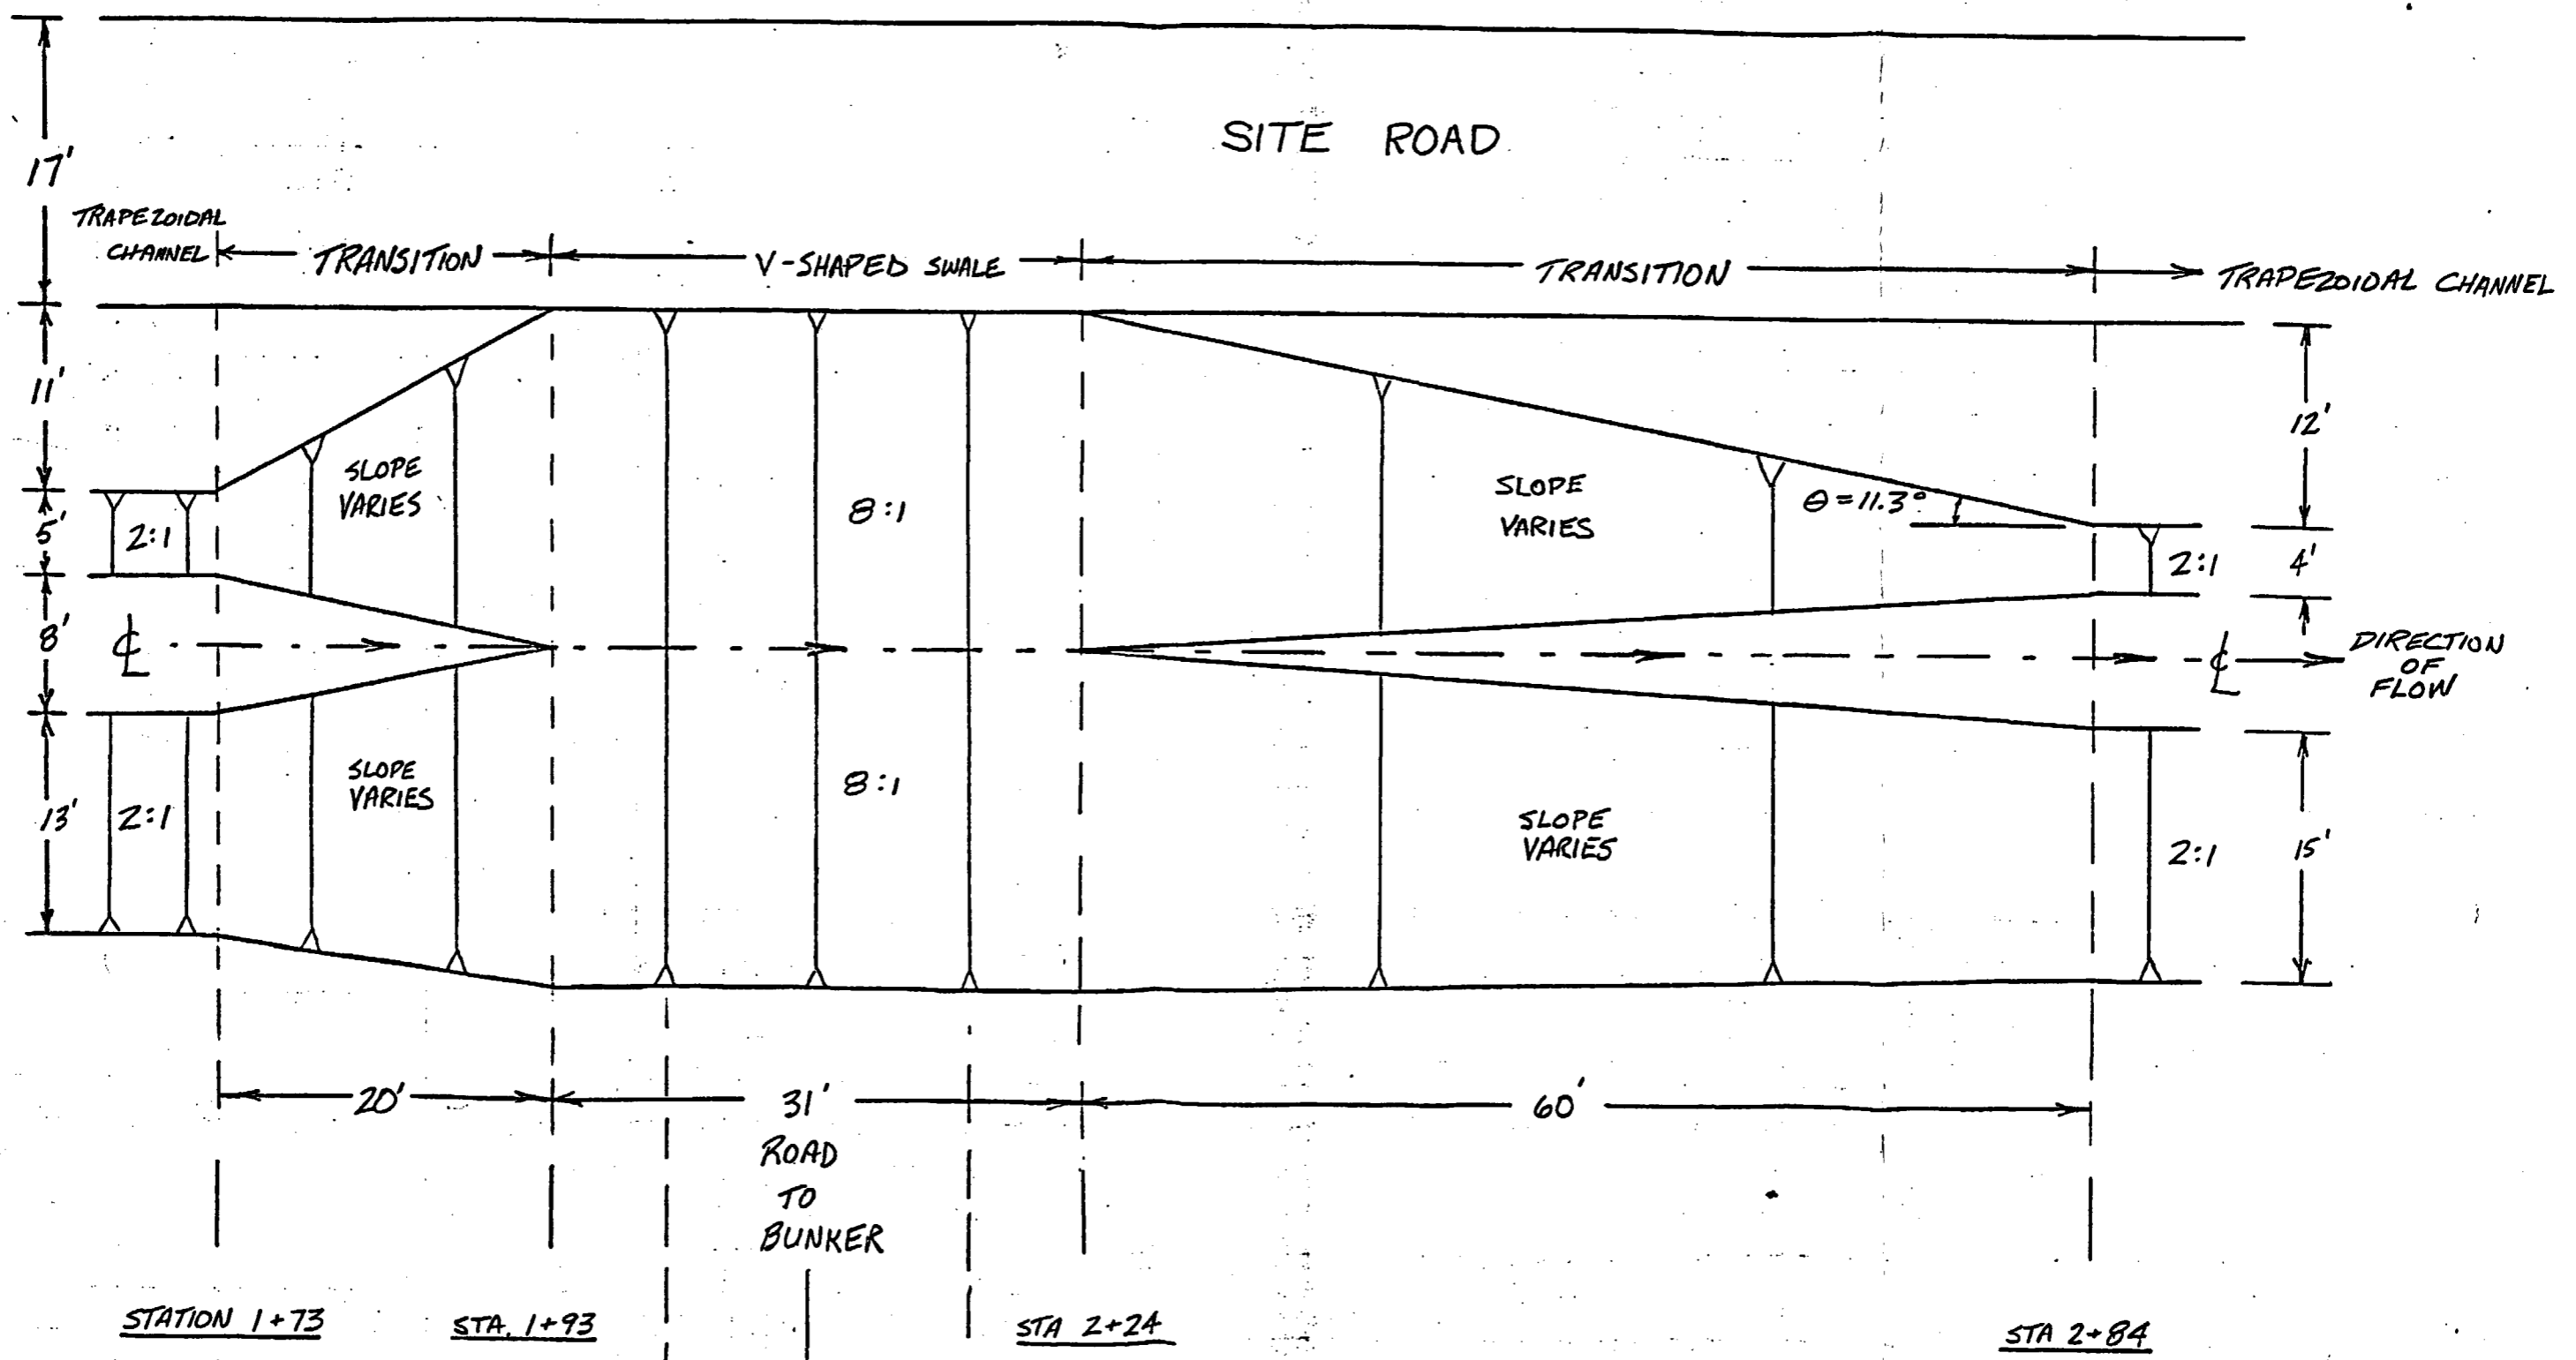 SITE ROAD
17'
TRAPEZOIDAL
CHANNEL
TRANSITION
V-SHAPED SWALE
TRANSITION
TRAPEZOIDAL CHANNEL
11'
5'
2:1
8'
℄
13'
2:1
SLOPE
VARIES
SLOPE
VARIES
8:1
8:1
SLOPE
VARIES
θ = 11.3°
SLOPE
VARIES
12'
2:1
4'
℄
DIRECTION
OF
FLOW
2:1
15'
20'
31'
60'
ROAD
TO
BUNKER
STATION 1+73
STA. 1+93
STA 2+24
STA 2+84